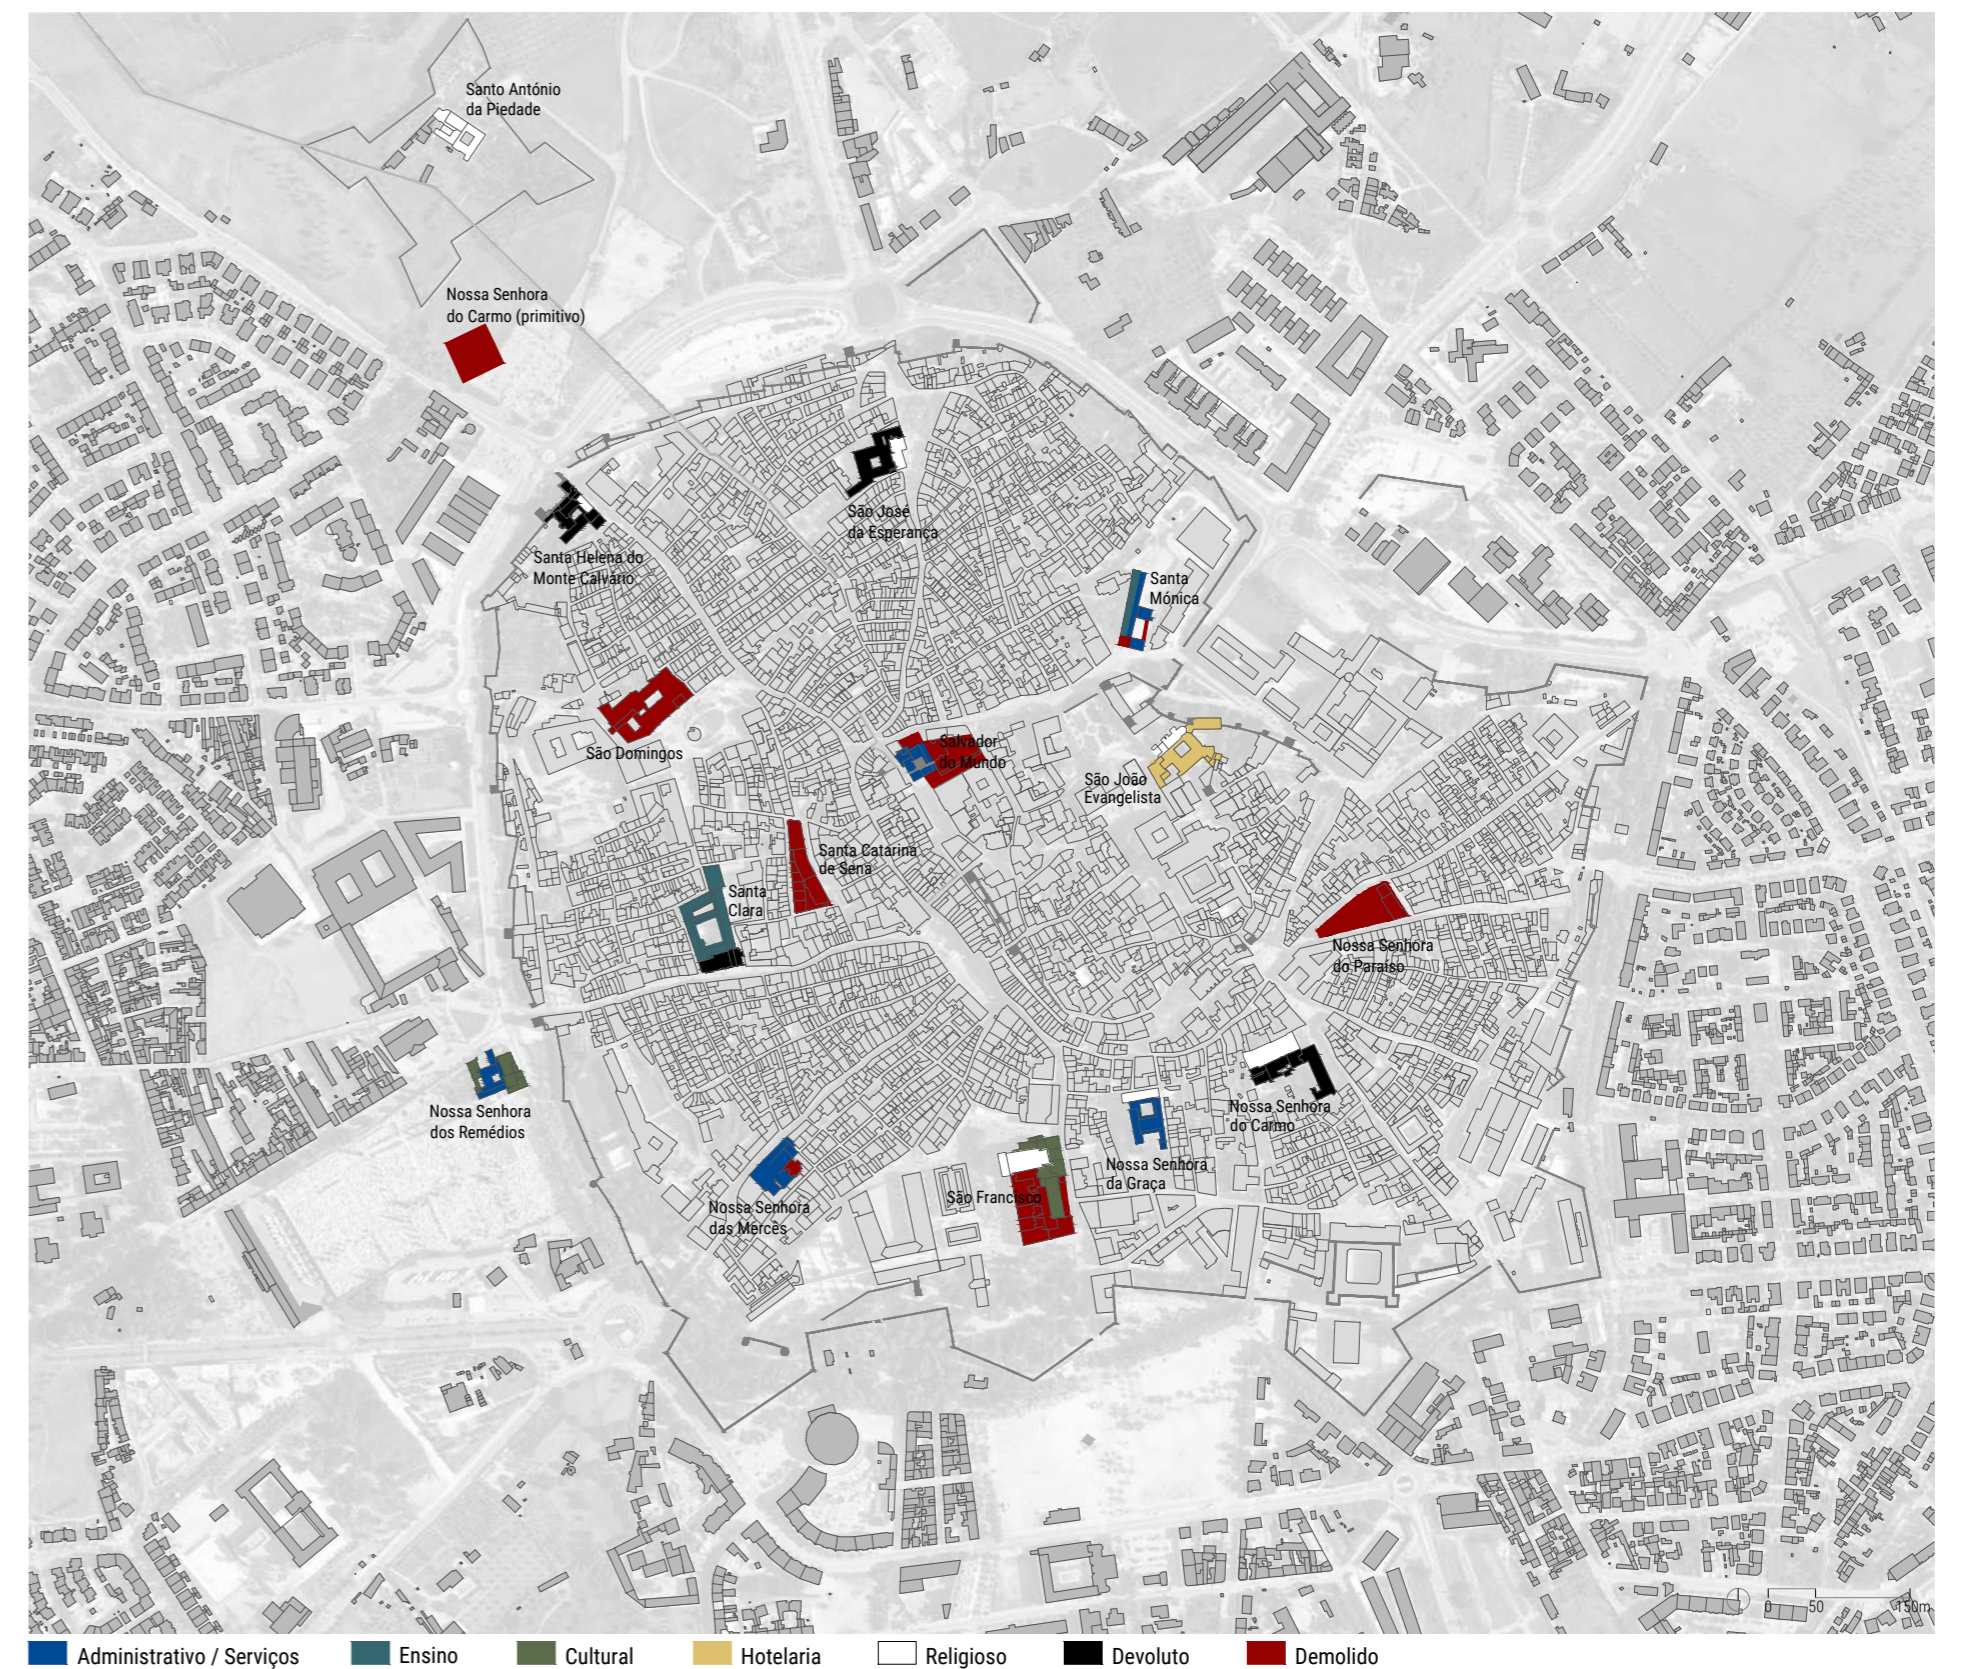 Santo António
da Piedade
Nossa Senhora
do Carmo (primitivo)
São José
da Esperança
Santa Helena do
Monte Calvário
Santa
Mónica
São Domingos
Salvador
do Mundo
São João
Evangelista
Santa Catarina
de Sena
Santa
Clara
Nossa Senhora
do Paraíso
Nossa Senhora
dos Remédios
Nossa Senhora
do Carmo
Nossa Senhora
da Graça
São Francisco
Nossa Senhora
das Mercês
0 50 150m
Administrativo / Serviços
Ensino
Cultural
Hotelaria
Religioso
Devoluto
Demolido